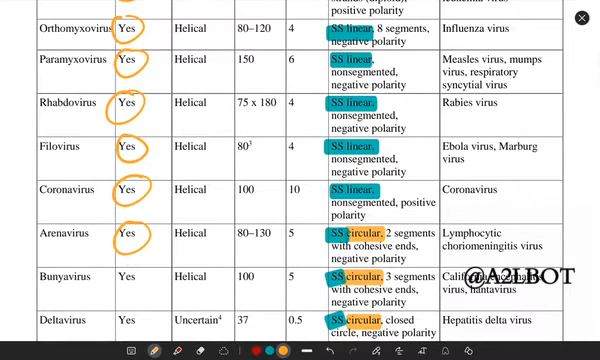 strands (diploid), leukemia virus
positive polarity
Orthomyxovirus Yes Helical 80–120 4 SS linear, 8 segments, Influenza virus
negative polarity
Paramyxovirus Yes Helical 150 6 SS linear, Measles virus, mumps
nonsegmented, virus, respiratory
negative polarity syncytial virus
Rhabdovirus Yes Helical 75 x 180 4 SS linear, Rabies virus
nonsegmented,
negative polarity
Filovirus Yes Helical 80³ 4 SS linear, Ebola virus, Marburg
nonsegmented, virus
negative polarity
Coronavirus Yes Helical 100 10 SS linear, Coronavirus
nonsegmented, positive
polarity
Arenavirus Yes Helical 80–130 5 SS circular, 2 segments Lymphocytic
with cohesive ends, choriomeningitis virus
negative polarity
Bunyavirus Yes Helical 100 5 SS circular, 3 segments California encephalitis
with cohesive ends, virus, hantavirus
negative polarity
@A2LBOT
Deltavirus Yes Uncertain⁴ 37 0.5 SS circular, closed Hepatitis delta virus
circle, negative polarity